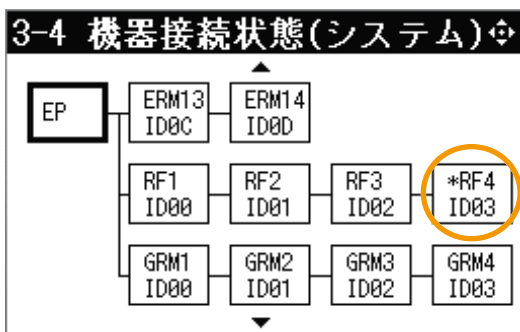 3-4 機器接続状態(システム)
EP
ERM13 ERM14
ID0C ID0D
RF1 RF2 RF3 *RF4
ID00 ID01 ID02 ID03
GRM1 GRM2 GRM3 GRM4
ID00 ID01 ID02 ID03